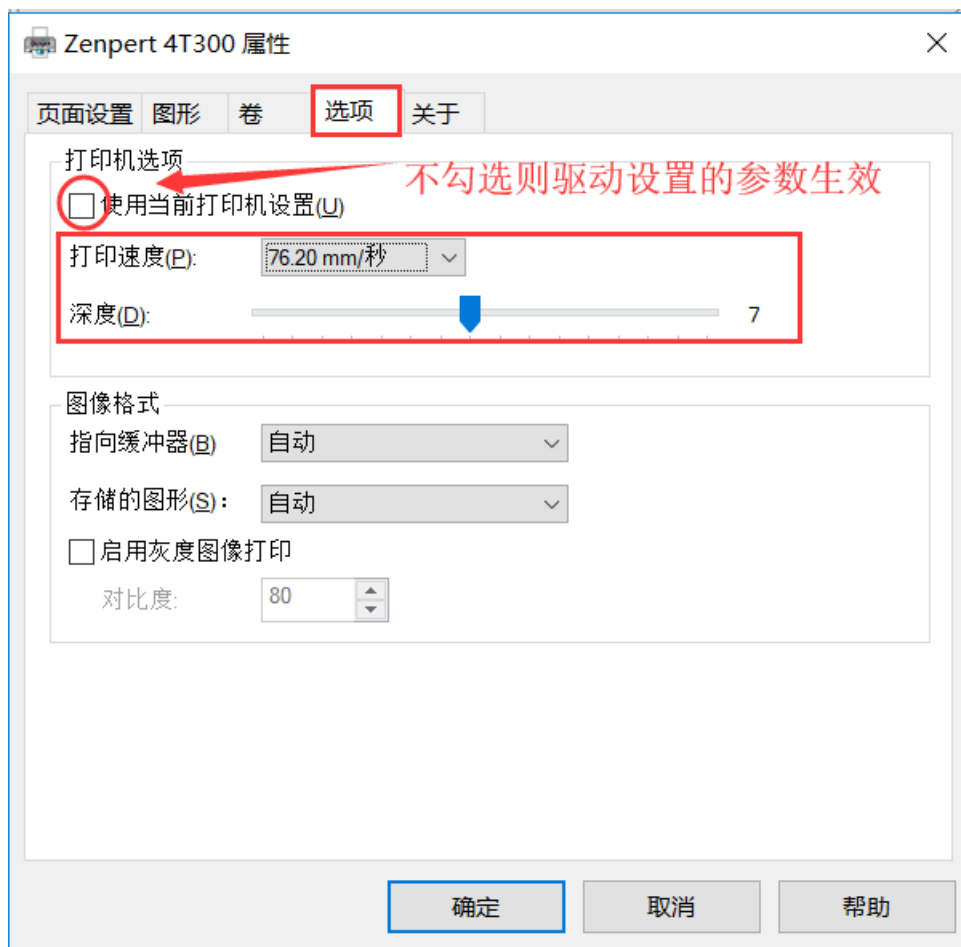 Zenpert 4T300 属性
页面设置 图形 卷 选项 关于
打印机选项
不勾选则驱动设置的参数生效
使用当前打印机设置(U)
打印速度(P): 76.20 mm/秒
深度(D): 7
图像格式
指向缓冲器(B) 自动
存储的图形(S)： 自动
启用灰度图像打印
对比度: 80
确定 取消 帮助